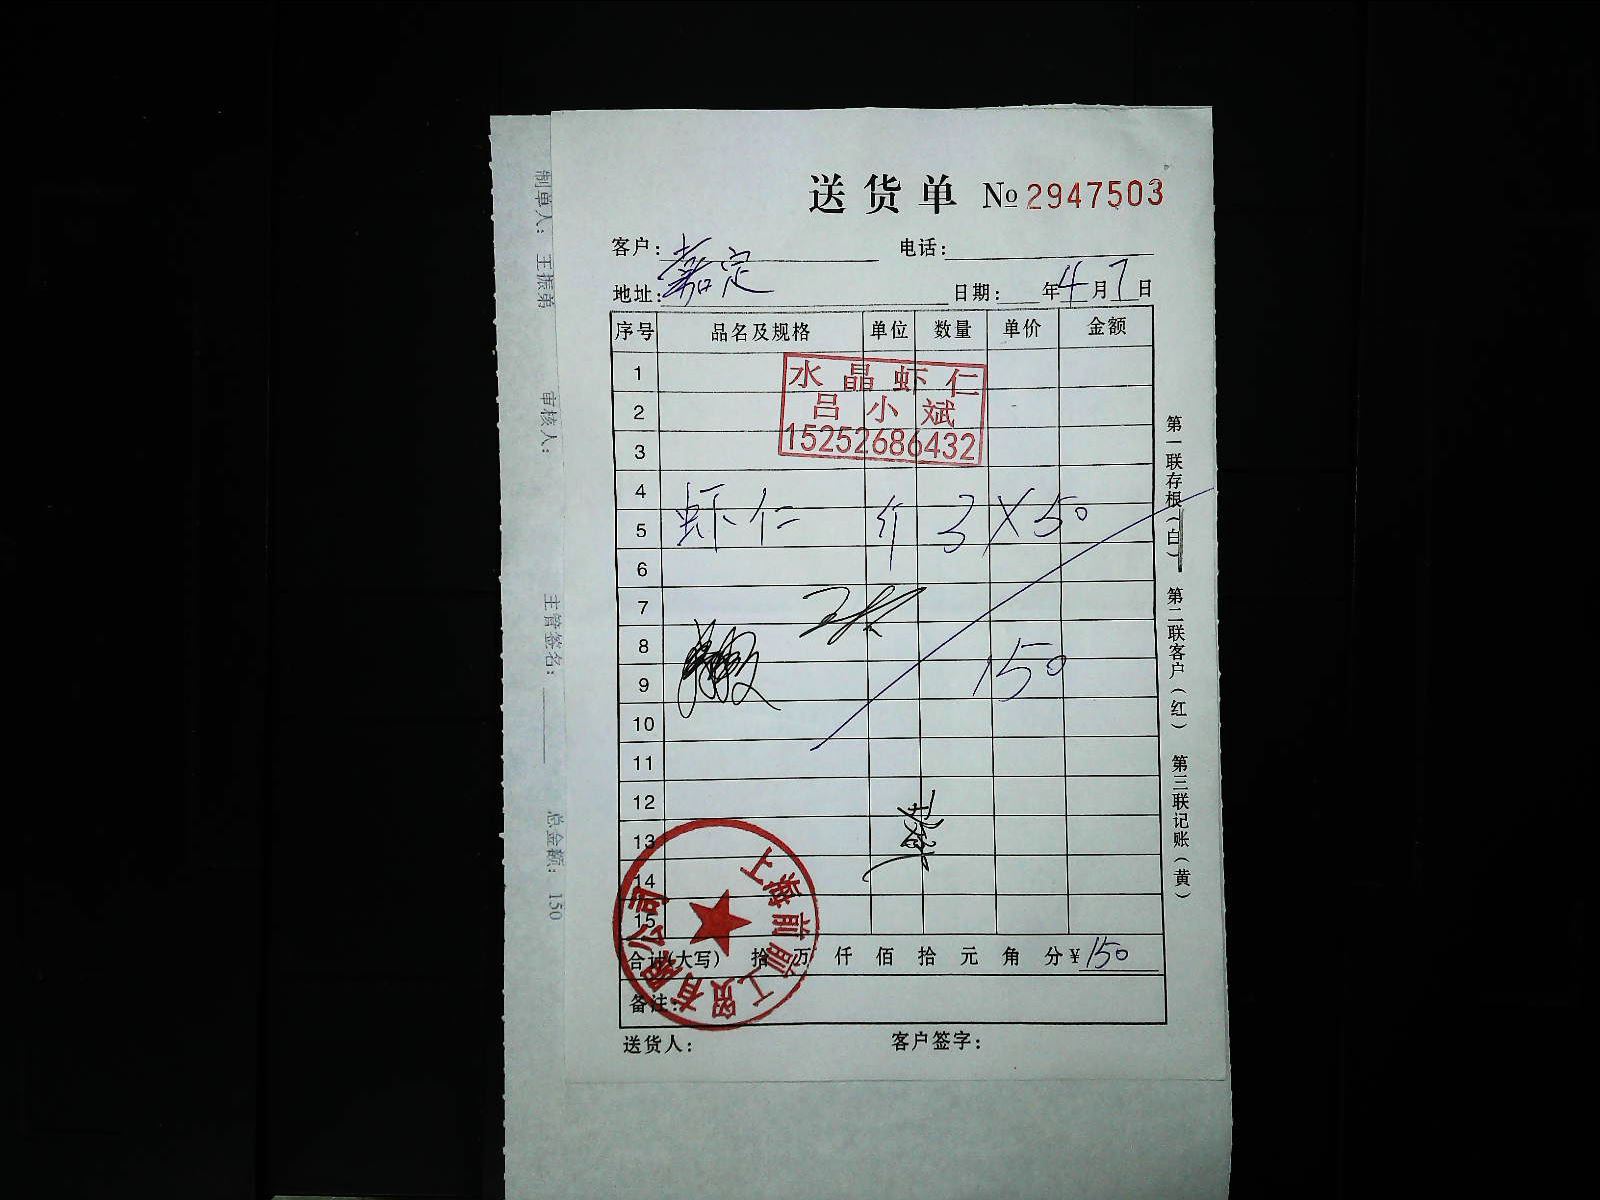 送货单 №2947503
客户: 嘉定 电话:
地址: 日期: 年4月7日
序号 品名及规格 单位 数量 单价 金额
1
2
3
水晶虾仁
吕小斌
15252686432
4
5 虾仁 斤 3 X 50
6
7
8
9 150
10
11
12
13
14
15
合计(大写) 拾 万 仟 佰 拾 元 角 分 ¥150
备注:
送货人: 客户签字:
第一联存根(白) 第二联客户(红) 第三联记账(黄)
制单人: 王振弟 审核人: 主管签名: 总金额: 150
工贸有限公司